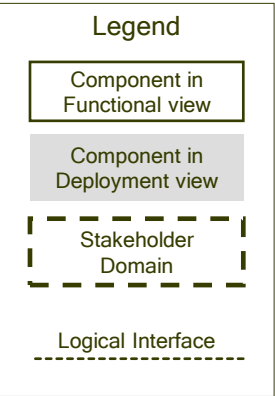 Legend
Component in
Functional view
Component in
Deployment view
Stakeholder
Domain
Logical Interface